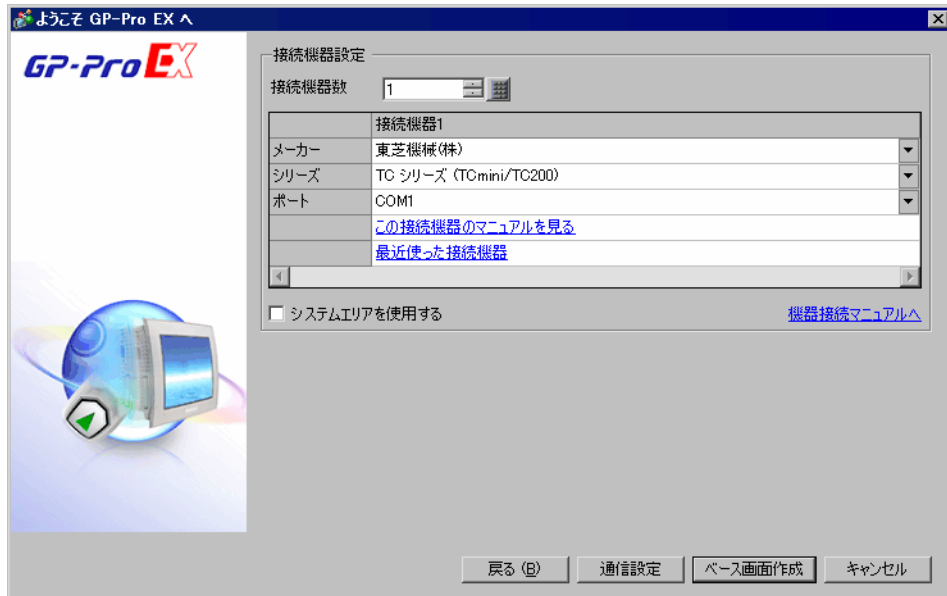 ようこそ GP-Pro EX へ
GP-Pro EX
接続機器設定
接続機器数 1
接続機器1
メーカー 東芝機械(株)
シリーズ TC シリーズ (TCmini/TC200)
ポート COM1
この接続機器のマニュアルを見る
最近使った接続機器
システムエリアを使用する 機器接続マニュアルへ
戻る (B) 通信設定 ベース画面作成 キャンセル